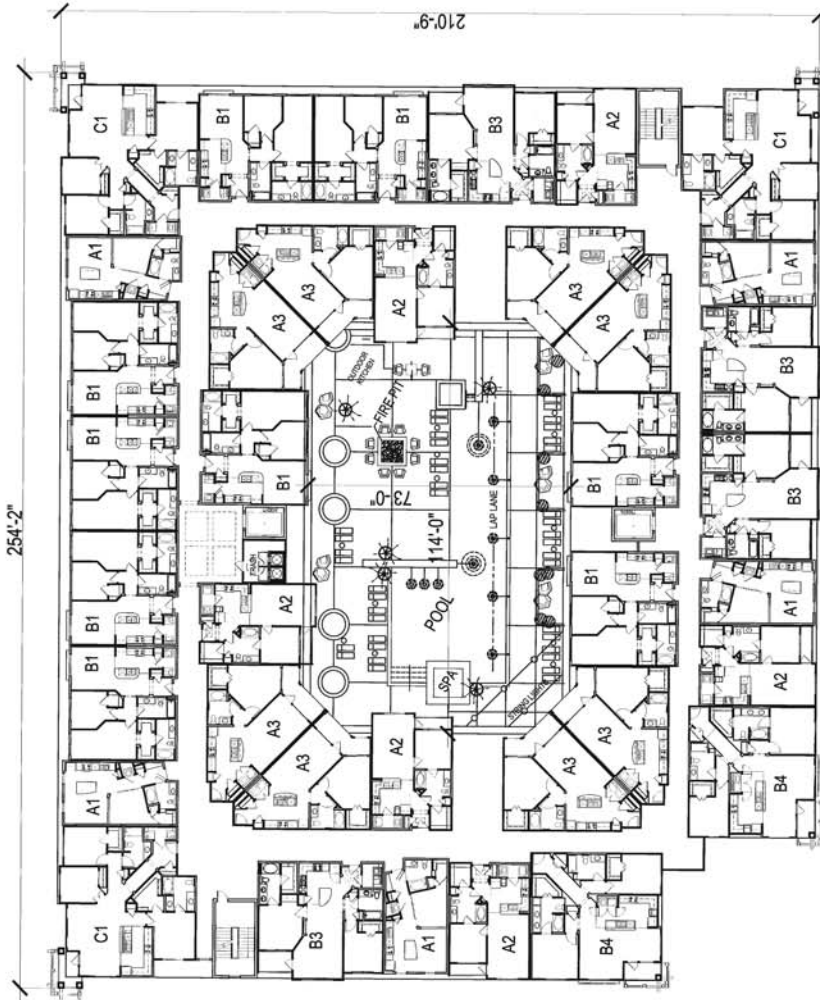 210'-9"
254'-2"
C1
B1
B1
B3
A2
C1
A1
A3
A3
A2
A3
A3
A1
B1
B1
B1
B1
A1
C1
OUTDOOR KITCHEN
FIRE PIT
73'-0"
114'-0"
LAP LANE
POOL
SPA
STRING LIGHT
TRASH
B1
A2
B1
B1
A3
A3
A2
A3
A3
B3
B3
A1
A2
B4
B3
A1
A2
B4